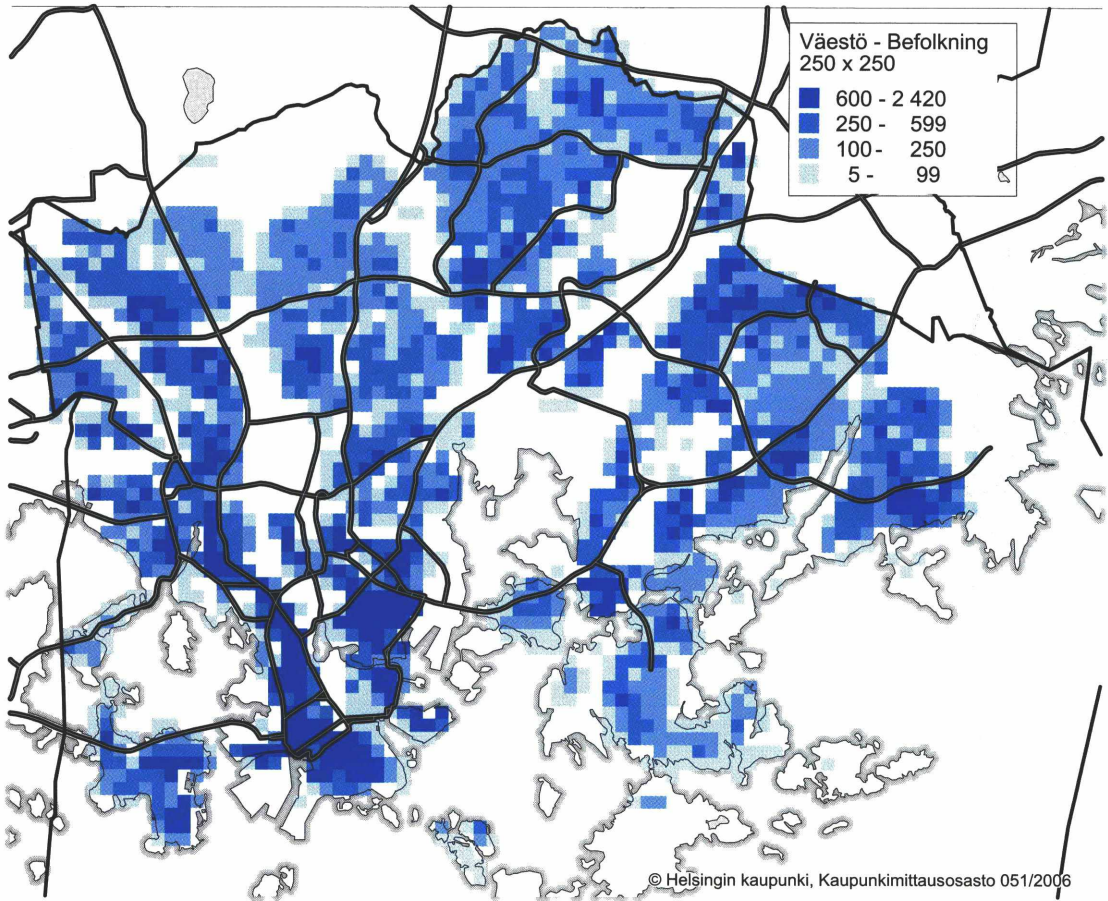 Väestö - Befolkning
250 x 250
600 - 2 420
250 - 599
100 - 250
5 - 99
© Helsingin kaupunki, Kaupunkimittausosasto 051/2006